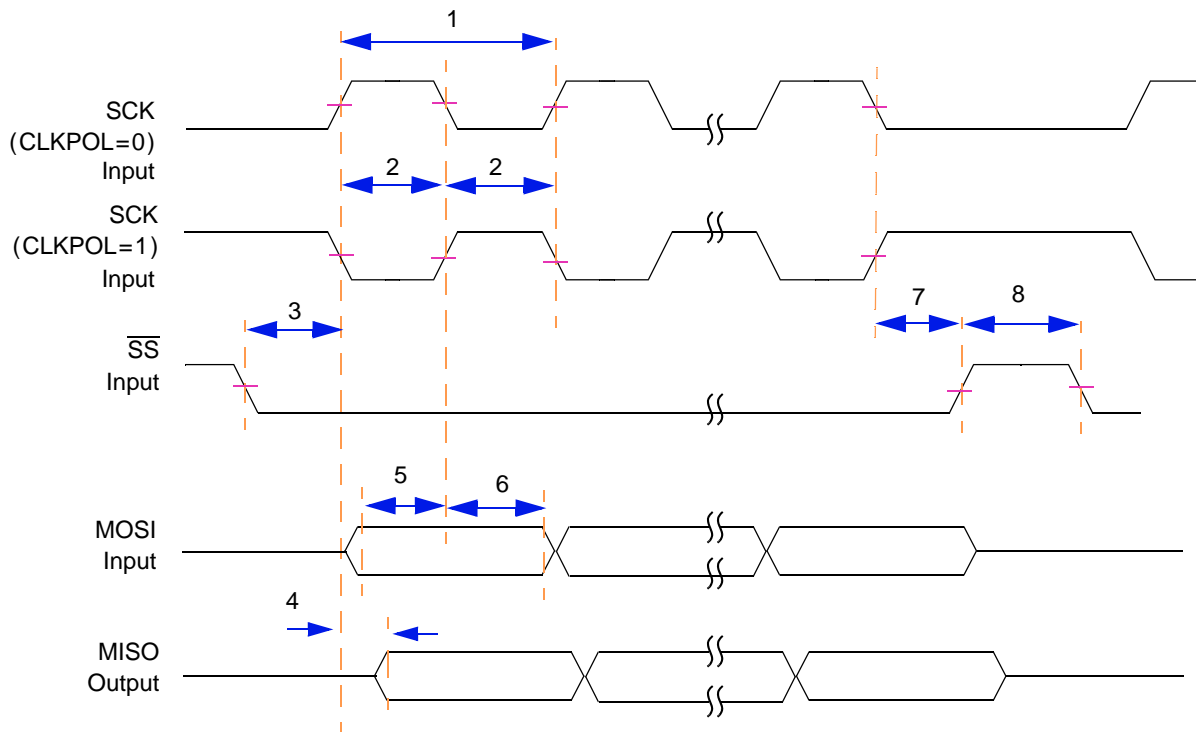 1
SCK
(CLKPOL=0)
Input
2 2
SCK
(CLKPOL=1)
Input
3
7 8
SS
Input
5 6
MOSI
Input
4
MISO
Output